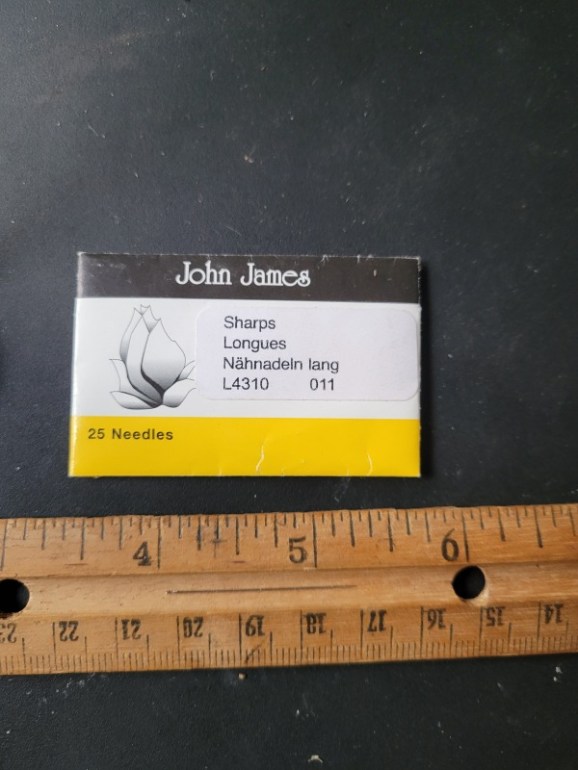 John James
Sharps
Longues
Nähnadeln lang
L4310 011
25 Needles
4 5 6
23 22 21 20 19 18 17 16 15 14